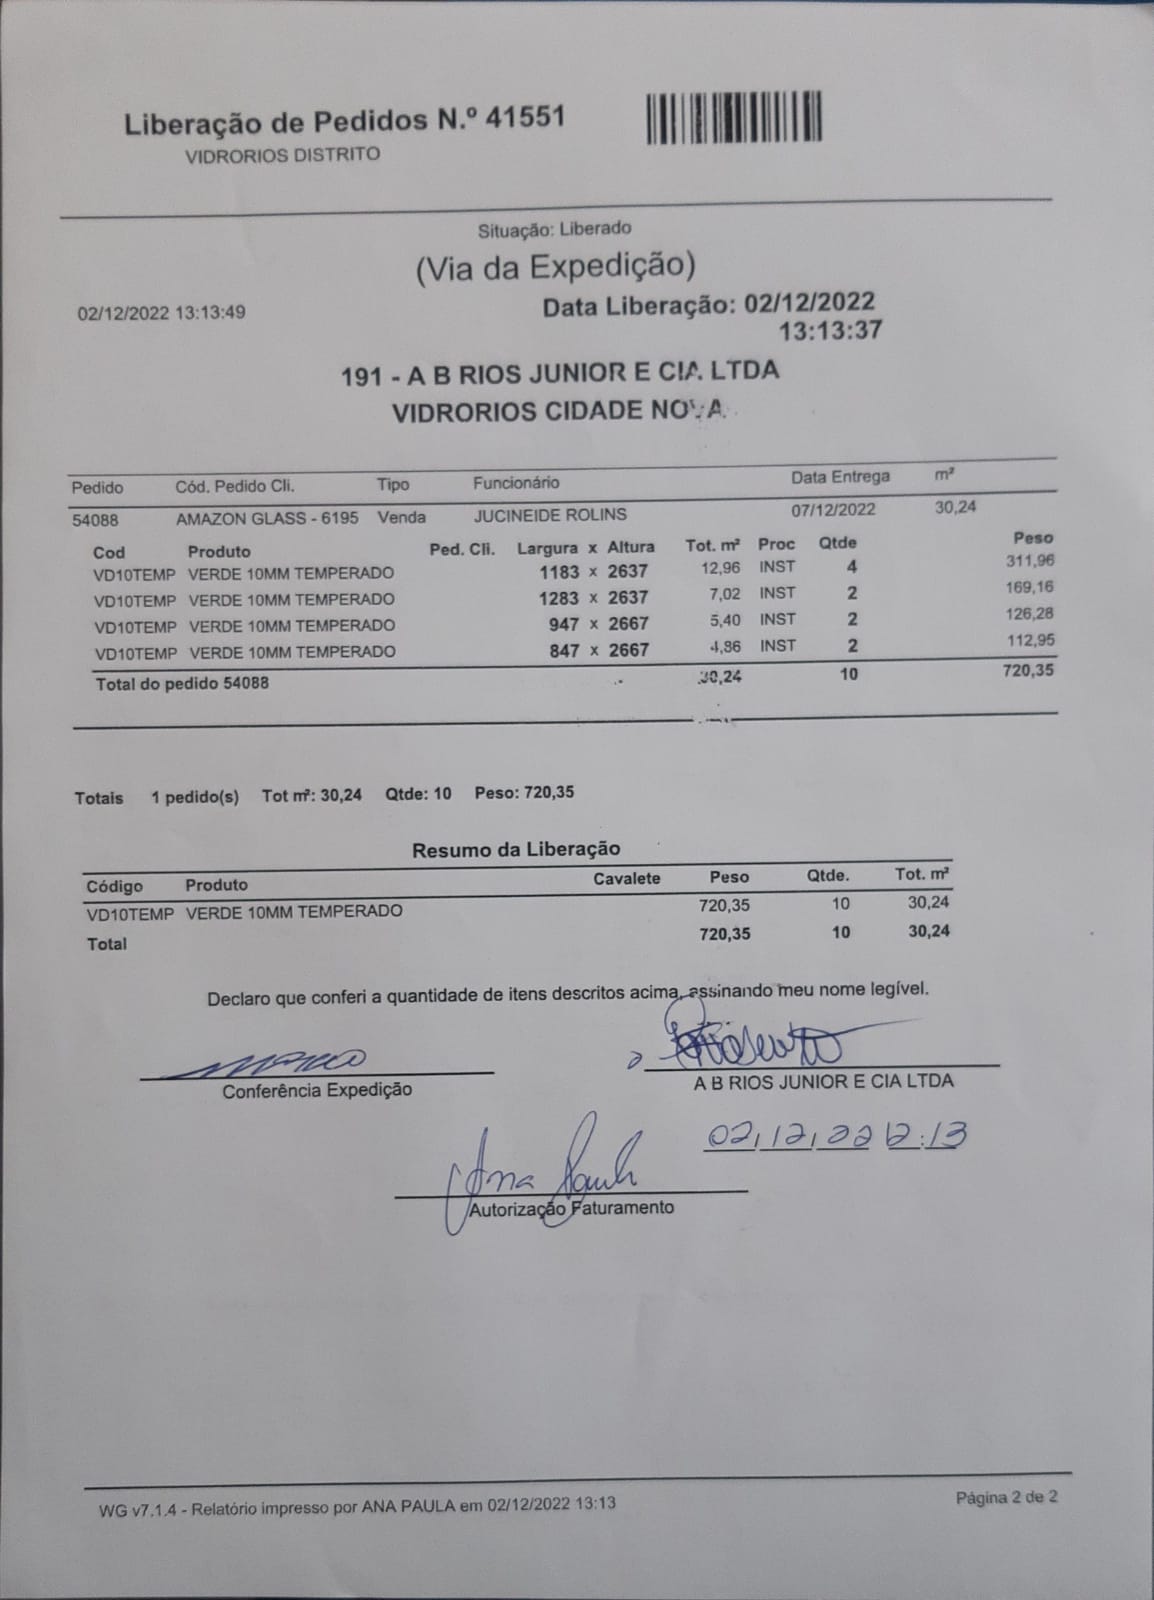 Liberação de Pedidos N.º 41551
VIDRORIOS DISTRITO
Situação: Liberado
(Via da Expedição)
02/12/2022 13:13:49
Data Liberação: 02/12/2022
13:13:37
191 - A B RIOS JUNIOR E CIA LTDA
VIDRORIOS CIDADE NOVA
Pedido Cód. Pedido Cli. Tipo Funcionário Data Entrega m²
54088 AMAZON GLASS - 6195 Venda JUCINEIDE ROLINS 07/12/2022 30,24
Cod Produto Ped. Cli. Largura x Altura Tot. m² Proc Qtde Peso
VD10TEMP VERDE 10MM TEMPERADO 1183 x 2637 12,96 INST 4 311,96
VD10TEMP VERDE 10MM TEMPERADO 1283 x 2637 7,02 INST 2 169,16
VD10TEMP VERDE 10MM TEMPERADO 947 x 2667 5,40 INST 2 126,28
VD10TEMP VERDE 10MM TEMPERADO 847 x 2667 4,86 INST 2 112,95
Total do pedido 54088 30,24 10 720,35
Totais 1 pedido(s) Tot m²: 30,24 Qtde: 10 Peso: 720,35
Resumo da Liberação
Código Produto Cavalete Peso Qtde. Tot. m²
VD10TEMP VERDE 10MM TEMPERADO 720,35 10 30,24
Total 720,35 10 30,24
Declaro que conferi a quantidade de itens descritos acima, assinando meu nome legível.
Conferência Expedição
A B RIOS JUNIOR E CIA LTDA
02,12,22 12:13
Ana Paula
Autorização Faturamento
WG v7.1.4 - Relatório impresso por ANA PAULA em 02/12/2022 13:13
Página 2 de 2